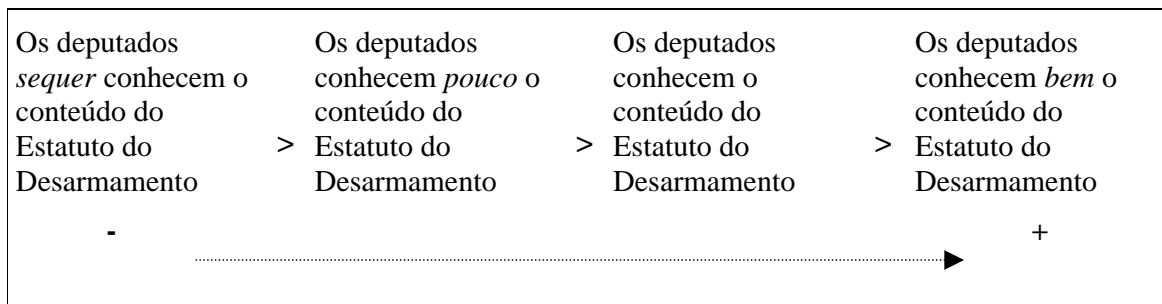 Os deputados
sequer conhecem o
conteúdo do
Estatuto do
Desarmamento
>
Os deputados
conhecem pouco o
conteúdo do
Estatuto do
Desarmamento
>
Os deputados
conhecem o
conteúdo do
Estatuto do
Desarmamento
>
Os deputados
conhecem bem o
conteúdo do
Estatuto do
Desarmamento
- +